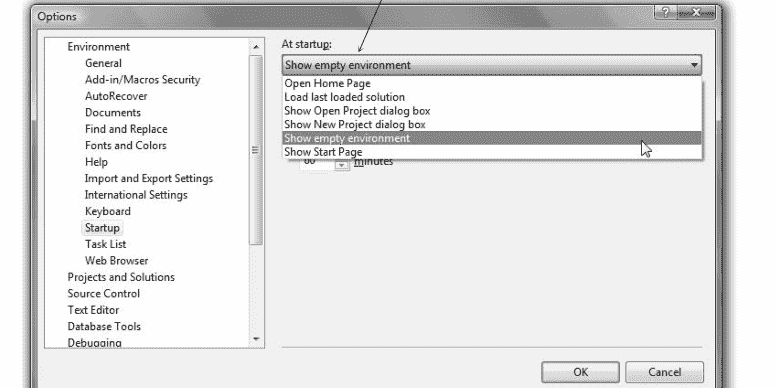 Options
Environment
General
Add-in/Macros Security
AutoRecover
Documents
Find and Replace
Fonts and Colors
Help
Import and Export Settings
International Settings
Keyboard
Startup
Task List
Web Browser
Projects and Solutions
Source Control
Text Editor
Database Tools
Debugging
At startup:
Show empty environment
Open Home Page
Load last loaded solution
Show Open Project dialog box
Show New Project dialog box
Show empty environment
Show Start Page
minutes
OK
Cancel